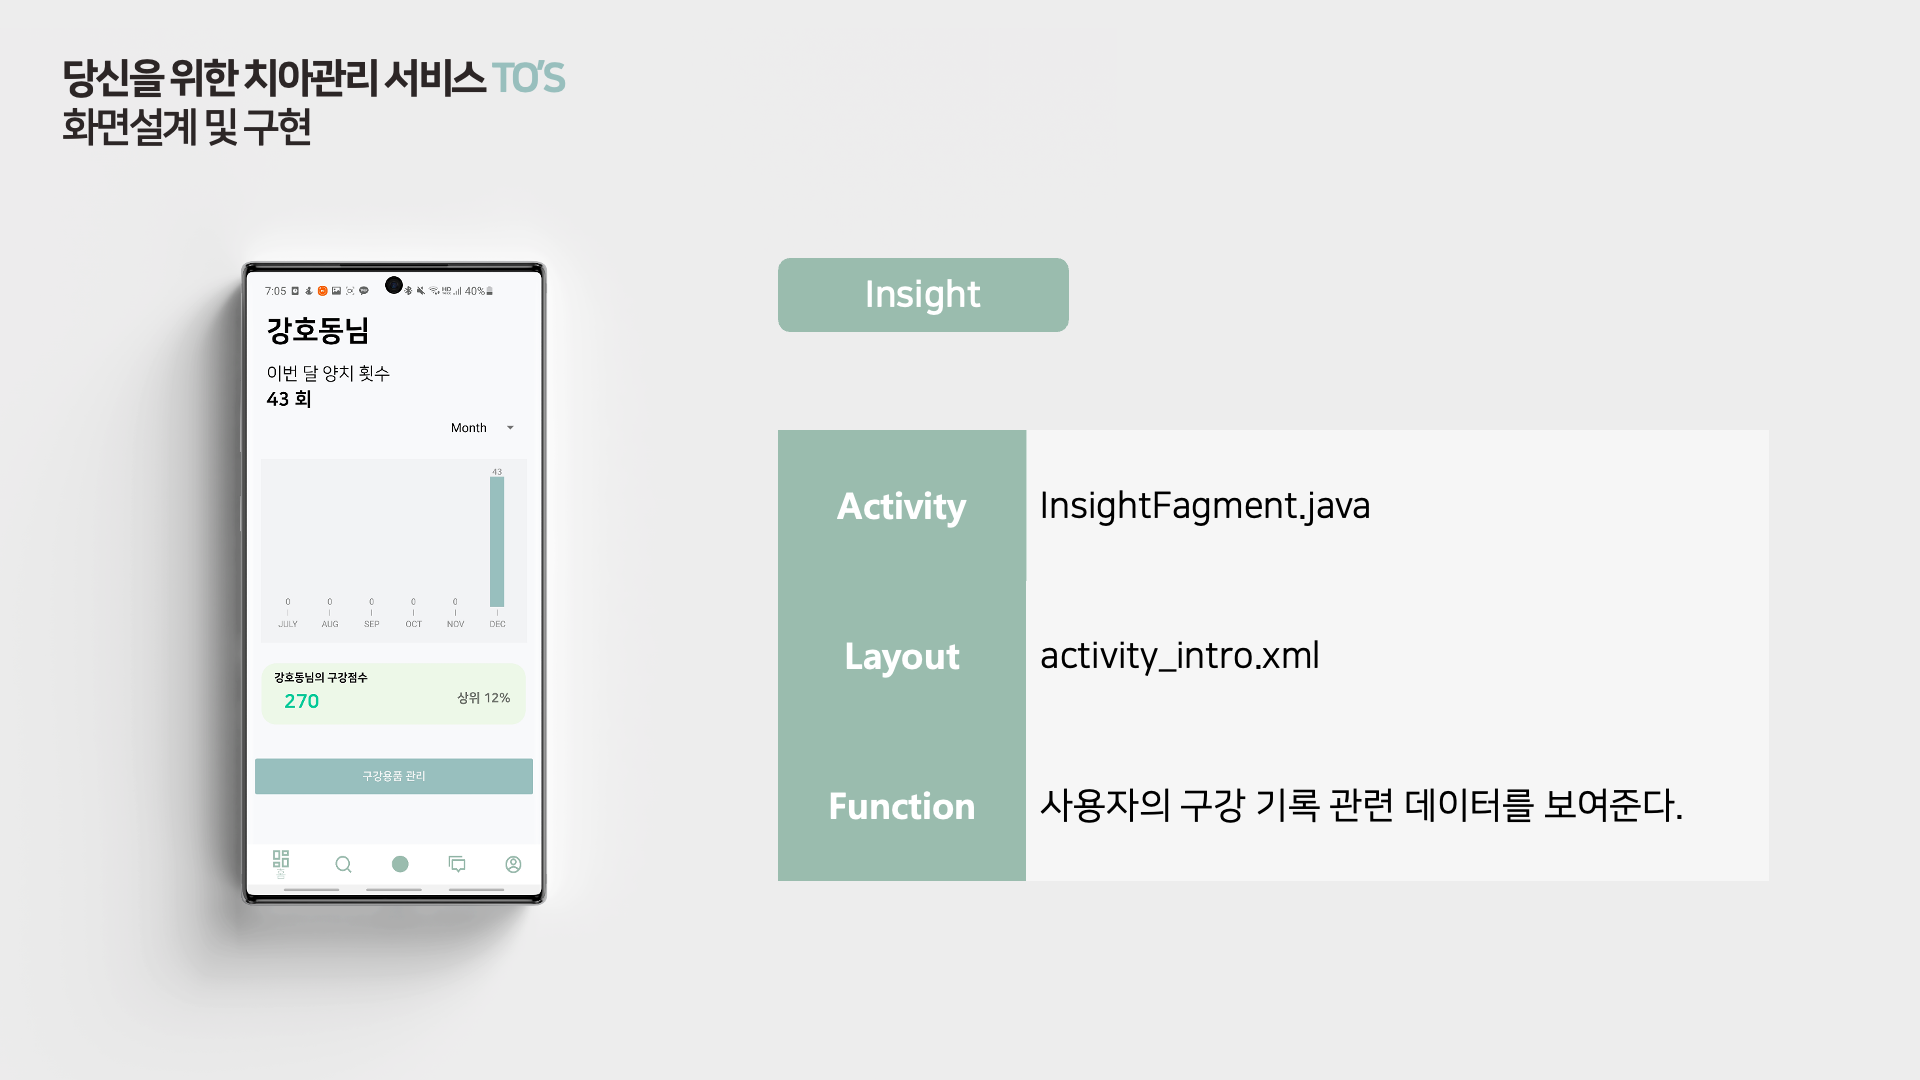 당신을 위한 치아관리 서비스 TO'S
화면설계 및 구현
7:05
40%
강호동님
이번 달 양치 횟수
43 회
Month
43
0 0 0 0 0
JULY AUG SEP OCT NOV DEC
강호동님의 구강점수
270
상위 12%
구강용품 관리
홈
Insight
Activity InsightFagment.java
Layout activity_intro.xml
Function 사용자의 구강 기록 관련 데이터를 보여준다.